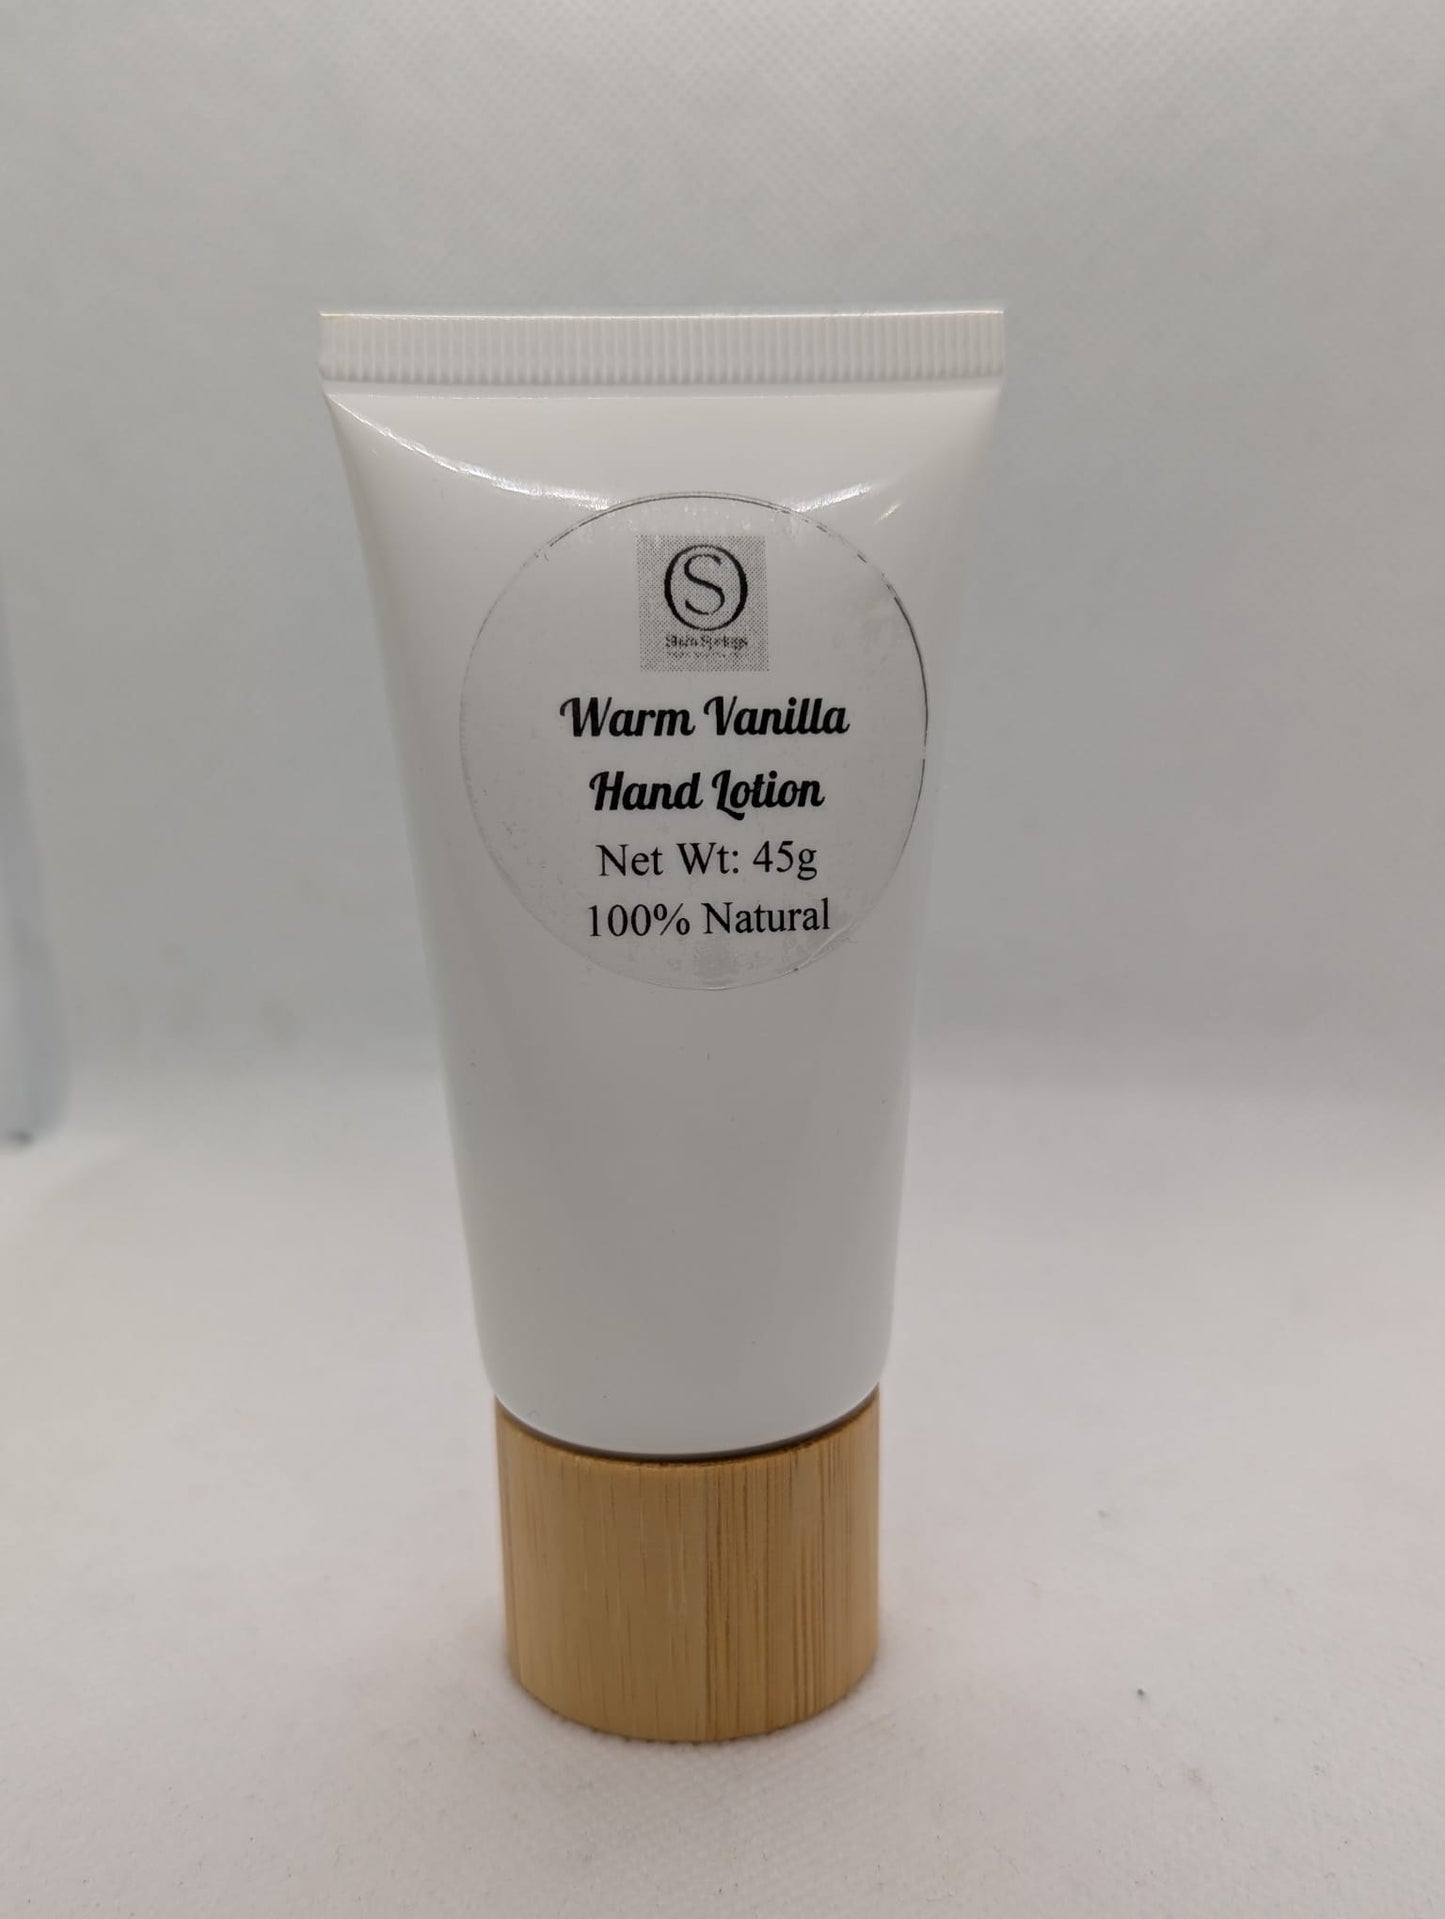 S
Warm Vanilla
Hand Lotion
Net Wt: 45g
100% Natural